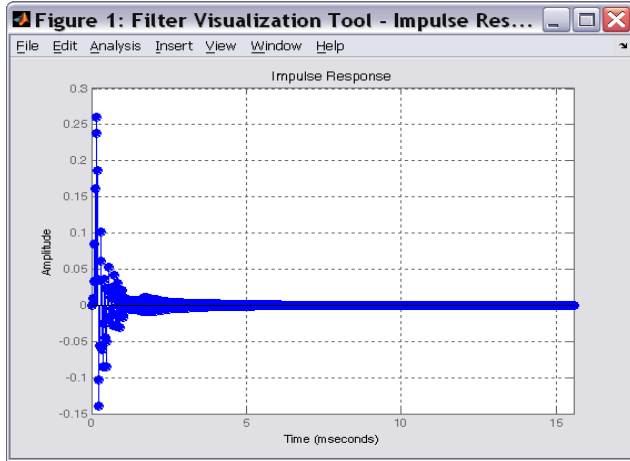 Figure 1: Filter Visualization Tool - Impulse Res...
File Edit Analysis Insert View Window Help
Impulse Response
0.3
0.25
0.2
0.15
0.1
0.05
0
-0.05
-0.1
-0.15
Amplitude
0 5 10 15
Time (mseconds)